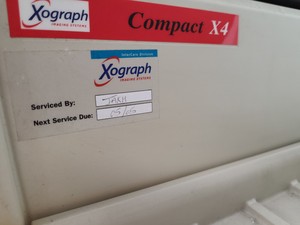 Xograph
IMAGING SYSTEMS
Compact X4
Xograph
IMAGING SYSTEMS
Serviced By:
Next Service Due: